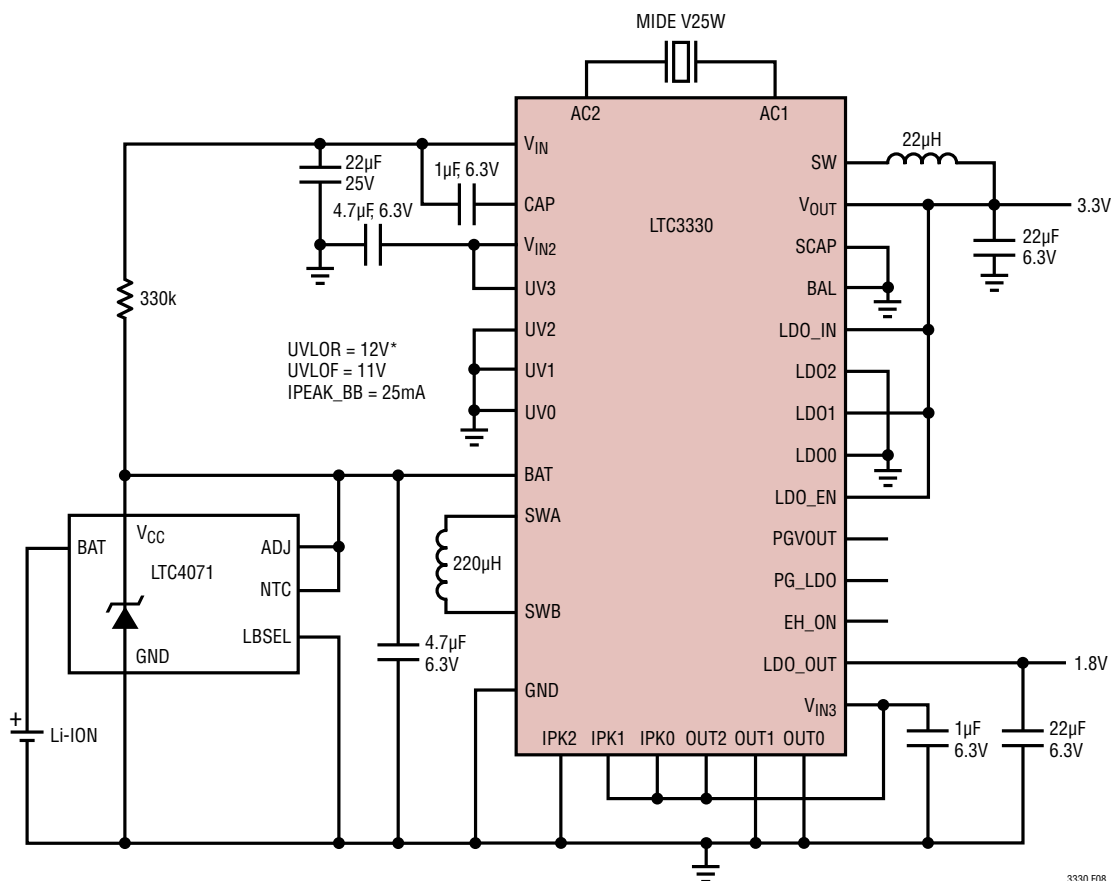 MIDE V25W
AC2
AC1
VIN
22µF
25V
1µF, 6.3V
CAP
4.7µF, 6.3V
VIN2
UV3
330k
UV2
UVLOR = 12V*
UVLOF = 11V
IPEAK_BB = 25mA
UV1
UV0
BAT
SWA
220µH
SWB
BAT
VCC
ADJ
LTC4071
NTC
LBSEL
GND
4.7µF
6.3V
GND
+
Li-ION
LTC3330
SW
22µH
VOUT
3.3V
22µF
6.3V
SCAP
BAL
LDO_IN
LDO2
LDO1
LDO0
LDO_EN
PGVOUT
PG_LDO
EH_ON
LDO_OUT
1.8V
VIN3
1µF
6.3V
22µF
6.3V
IPK2 IPK1 IPK0 OUT2 OUT1 OUT0
3330 F08